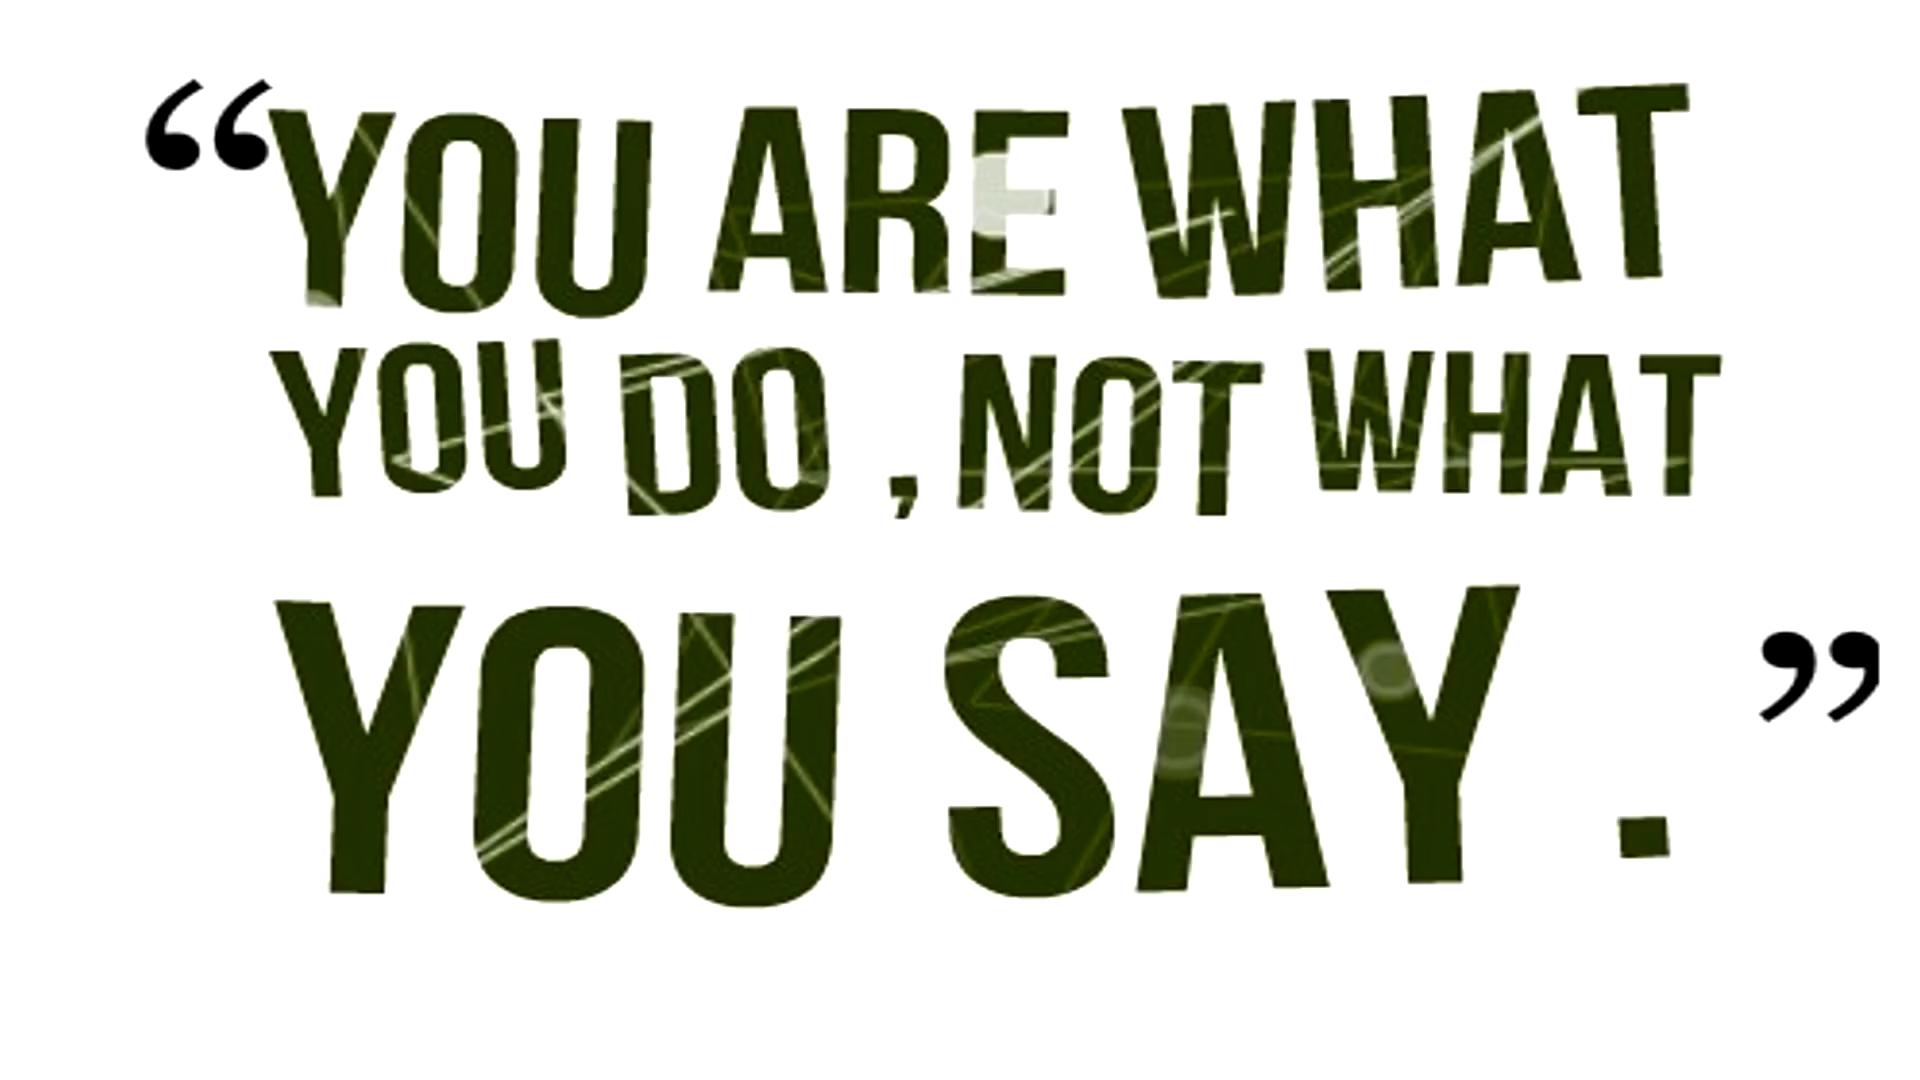 “YOU ARE WHAT
YOU DO , NOT WHAT
YOU SAY . ”